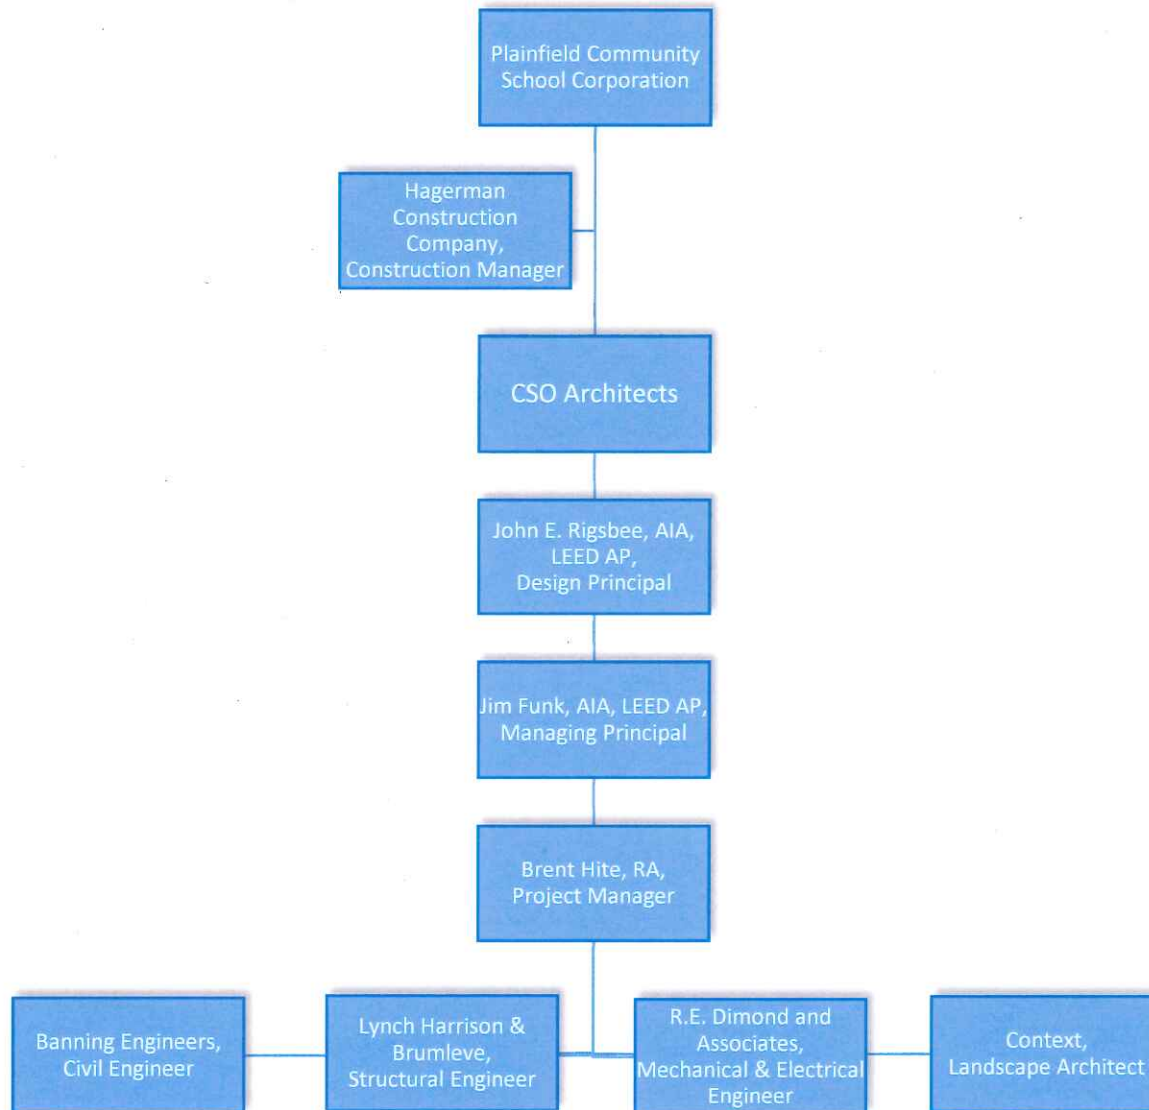 Plainfield Community
School Corporation
Hagerman
Construction
Company,
Construction Manager
CSO Architects
John E. Rigsbee, AIA,
LEED AP,
Design Principal
Jim Funk, AIA, LEED AP,
Managing Principal
Brent Hite, RA,
Project Manager
Banning Engineers,
Civil Engineer
Lynch Harrison &
Brumleve,
Structural Engineer
R.E. Dimond and
Associates,
Mechanical & Electrical
Engineer
Context,
Landscape Architect